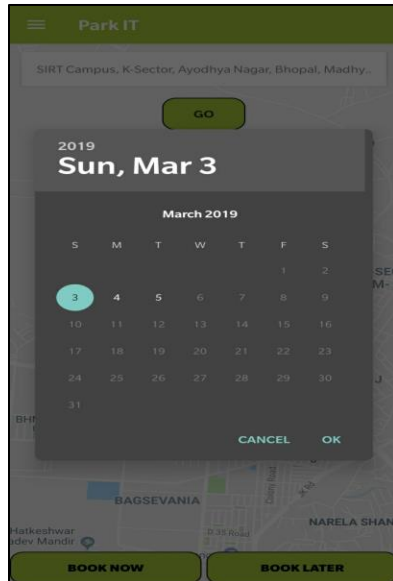 Park IT
SIRT Campus, K-Sector, Ayodhya Nagar, Bhopal, Madhy..
GO
2019
Sun, Mar 3
March 2019
S M T W T F S
1 2
3 4 5 6 7 8 9
10 11 12 13 14 15 16
17 18 19 20 21 22 23
24 25 26 27 28 29 30
31
CANCEL OK
BAGSEVANIA
NARELA SHAN
Hatkeshwar
dev Mandir
BOOK NOW
BOOK LATER